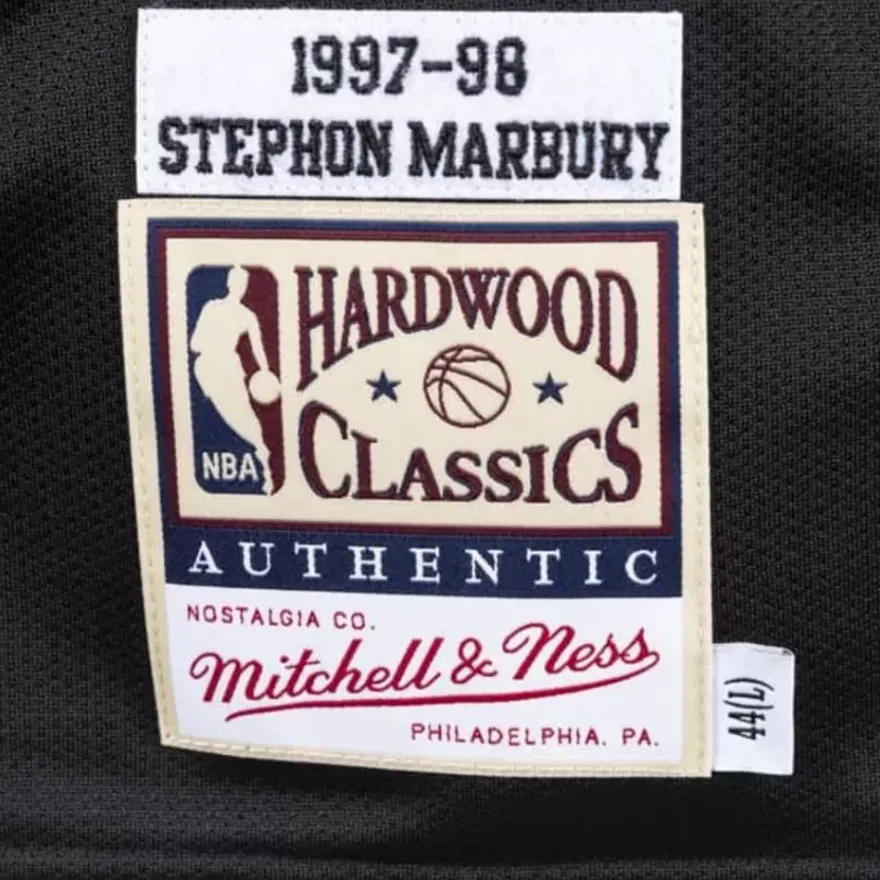 1997-98
STEPHON MARBURY
HARDWOOD
CLASSICS
NBA
AUTHENTIC
NOSTALGIA CO.
Mitchell & Ness
PHILADELPHIA. PA.
44(L)